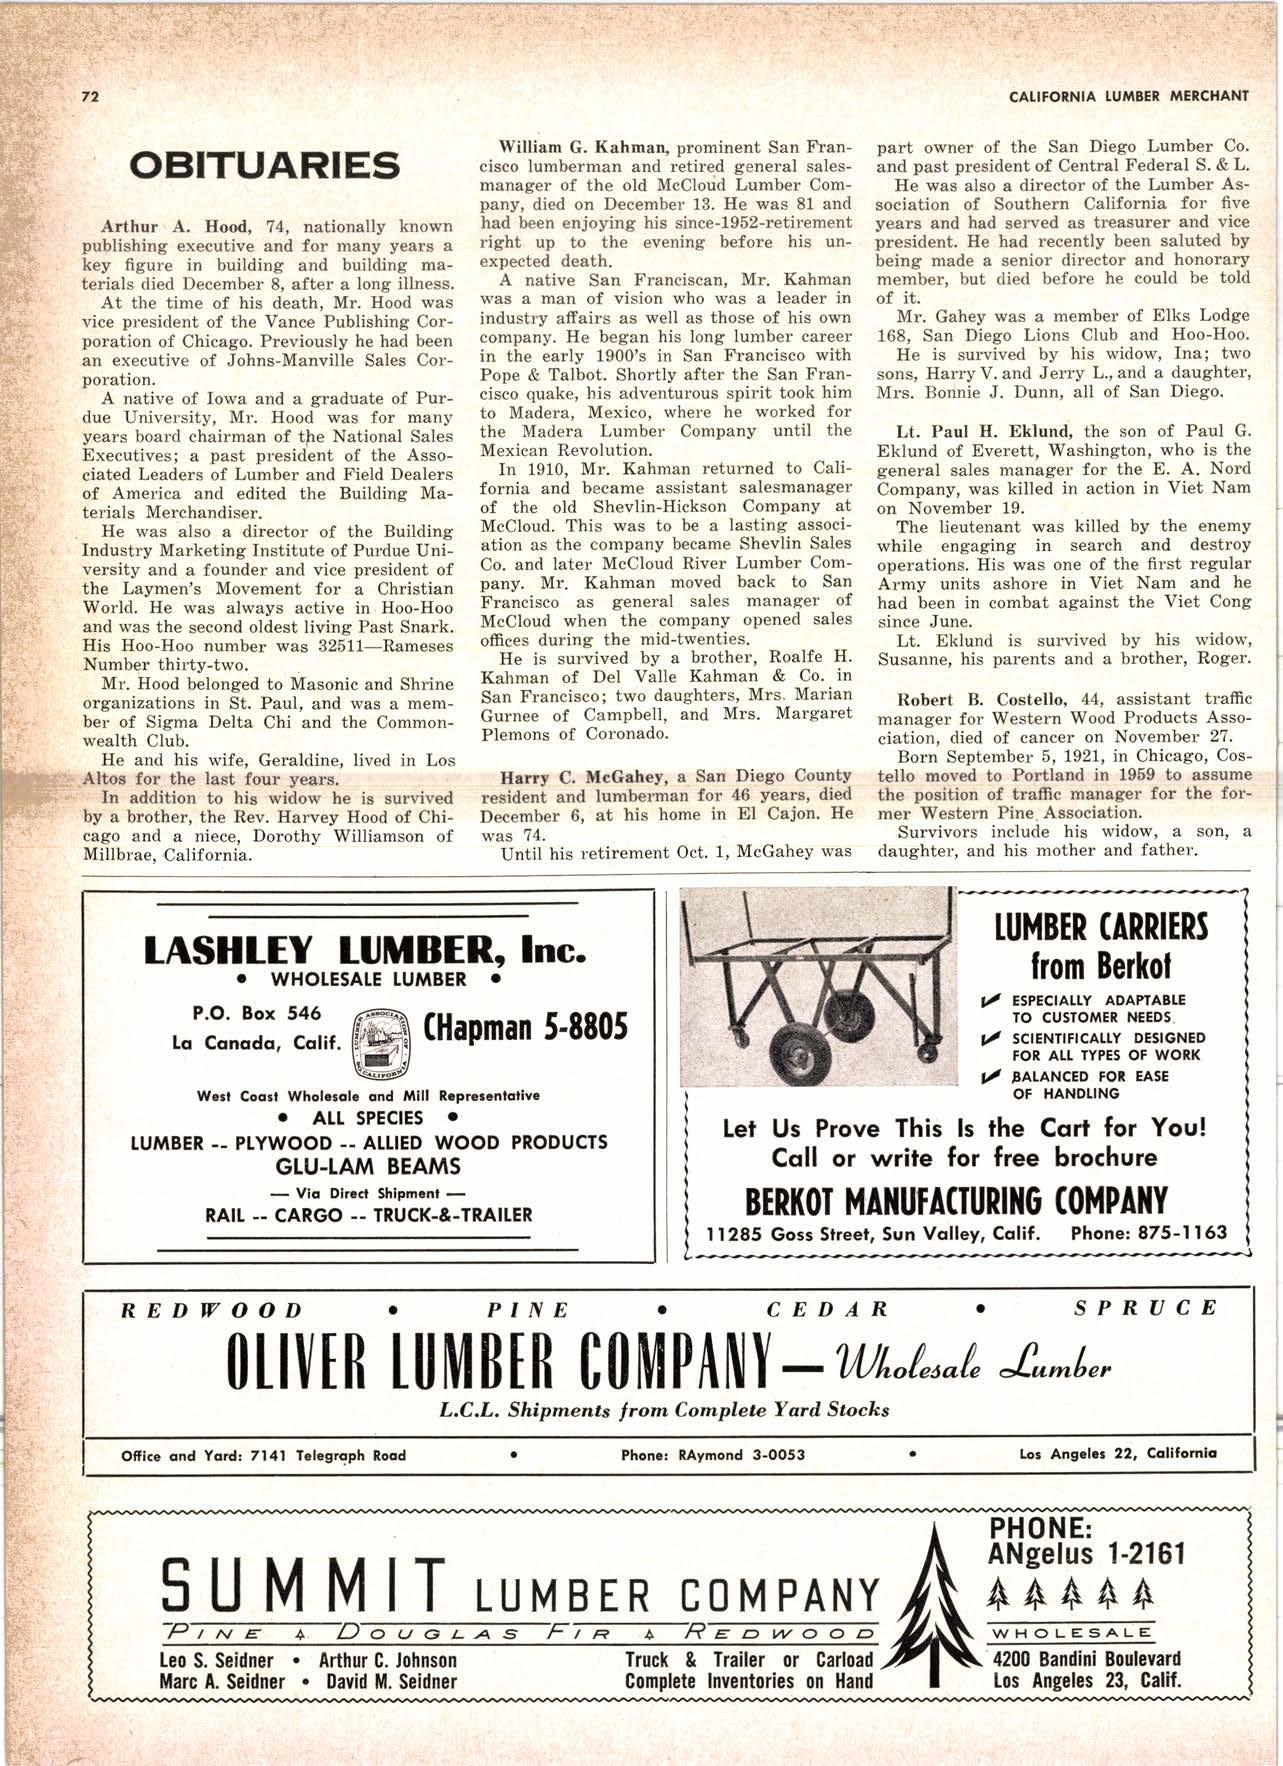 72
CALIFORNIA LUMBER MERCHANT
OBITUARIES
Arthur A. Hood, 74, nationally known
publishing executive and for many years a
key figure in building and building ma-
terials died December 8, after a long illness.
At the time of his death, Mr. Hood was
vice president of the Vance Publishing Cor-
poration of Chicago. Previously he had been
an executive of Johns-Manville Sales Cor-
poration.
A native of Iowa and a graduate of Pur-
due University, Mr. Hood was for many
years board chairman of the National Sales
Executives; a past president of the Asso-
ciated Leaders of Lumber and Field Dealers
of America and edited the Building Ma-
terials Merchandiser.
He was also a director of the Building
Industry Marketing Institute of Purdue Uni-
versity and a founder and vice president of
the Laymen's Movement for a Christian
World. He was always active in Hoo-Hoo
and was the second oldest living Past Snark.
His Hoo-Hoo number was 32511—Rameses
Number thirty-two.
Mr. Hood belonged to Masonic and Shrine
organizations in St. Paul, and was a mem-
ber of Sigma Delta Chi and the Common-
wealth Club.
He and his wife, Geraldine, lived in Los
Altos for the last four years.
In addition to his widow he is survived
by a brother, the Rev. Harvey Hood of Chi-
cago and a niece, Dorothy Williamson of
Millbrae, California.
William G. Kahman, prominent San Fran-
cisco lumberman and retired general sales-
manager of the old McCloud Lumber Com-
pany, died on December 13. He was 81 and
had been enjoying his since-1952-retirement
right up to the evening before his un-
expected death.
A native San Franciscan, Mr. Kahman
was a man of vision who was a leader in
industry affairs as well as those of his own
company. He began his long lumber career
in the early 1900's in San Francisco with
Pope & Talbot. Shortly after the San Fran-
cisco quake, his adventurous spirit took him
to Madera, Mexico, where he worked for
the Madera Lumber Company until the
Mexican Revolution.
In 1910, Mr. Kahman returned to Cali-
fornia and became assistant salesmanager
of the old Shevlin-Hickson Company at
McCloud. This was to be a lasting associ-
ation as the company became Shevlin Sales
Co. and later McCloud River Lumber Com-
pany. Mr. Kahman moved back to San
Francisco as general sales manager of
McCloud when the company opened sales
offices during the mid-twenties.
He is survived by a brother, Roalfe H.
Kahman of Del Valle Kahman & Co. in
San Francisco; two daughters, Mrs. Marian
Gurnee of Campbell, and Mrs. Margaret
Plemons of Coronado.
Harry C. McGahey, a San Diego County
resident and lumberman for 46 years, died
December 6, at his home in El Cajon. He
was 74.
Until his retirement Oct. 1, McGahey was
part owner of the San Diego Lumber Co.
and past president of Central Federal S. & L.
He was also a director of the Lumber As-
sociation of Southern California for five
years and had served as treasurer and vice
president. He had recently been saluted by
being made a senior director and honorary
member, but died before he could be told
of it.
Mr. Gahey was a member of Elks Lodge
168, San Diego Lions Club and Hoo-Hoo.
He is survived by his widow, Ina; two
sons, Harry V. and Jerry L., and a daughter,
Mrs. Bonnie J. Dunn, all of San Diego.
Lt. Paul H. Eklund, the son of Paul G.
Eklund of Everett, Washington, who is the
general sales manager for the E. A. Nord
Company, was killed in action in Viet Nam
on November 19.
The lieutenant was killed by the enemy
while engaging in search and destroy
operations. His was one of the first regular
Army units ashore in Viet Nam and he
had been in combat against the Viet Cong
since June.
Lt. Eklund is survived by his widow,
Susanne, his parents and a brother, Roger.
Robert B. Costello, 44, assistant traffic
manager for Western Wood Products Asso-
ciation, died of cancer on November 27.
Born September 5, 1921, in Chicago, Cos-
tello moved to Portland in 1959 to assume
the position of traffic manager for the for-
mer Western Pine Association.
Survivors include his widow, a son, a
daughter, and his mother and father.
LASHLEY LUMBER, Inc.
• WHOLESALE LUMBER •
P.O. Box 546
La Canada, Calif.
LUMBER ASSOCIATION OF SO. CALIFORNIA
CHapman 5-8805
West Coast Wholesale and Mill Representative
• ALL SPECIES •
LUMBER -- PLYWOOD -- ALLIED WOOD PRODUCTS
GLU-LAM BEAMS
— Via Direct Shipment —
RAIL -- CARGO -- TRUCK-&-TRAILER
LUMBER CARRIERS
from Berkot
✓ ESPECIALLY ADAPTABLE
TO CUSTOMER NEEDS
✓ SCIENTIFICALLY DESIGNED
FOR ALL TYPES OF WORK
✓ BALANCED FOR EASE
OF HANDLING
Let Us Prove This Is the Cart for You!
Call or write for free brochure
BERKOT MANUFACTURING COMPANY
11285 Goss Street, Sun Valley, Calif. Phone: 875-1163
REDWOOD • PINE • CEDAR • SPRUCE
OLIVER LUMBER COMPANY — Wholesale Lumber
L.C.L. Shipments from Complete Yard Stocks
Office and Yard: 7141 Telegraph Road • Phone: RAymond 3-0053 • Los Angeles 22, California
SUMMIT LUMBER COMPANY
PINE DOUGLAS FIR REDWOOD
Leo S. Seidner • Arthur C. Johnson
Marc A. Seidner • David M. Seidner
Truck & Trailer or Carload
Complete Inventories on Hand
PHONE:
ANgelus 1-2161
WHOLESALE
4200 Bandini Boulevard
Los Angeles 23, Calif.